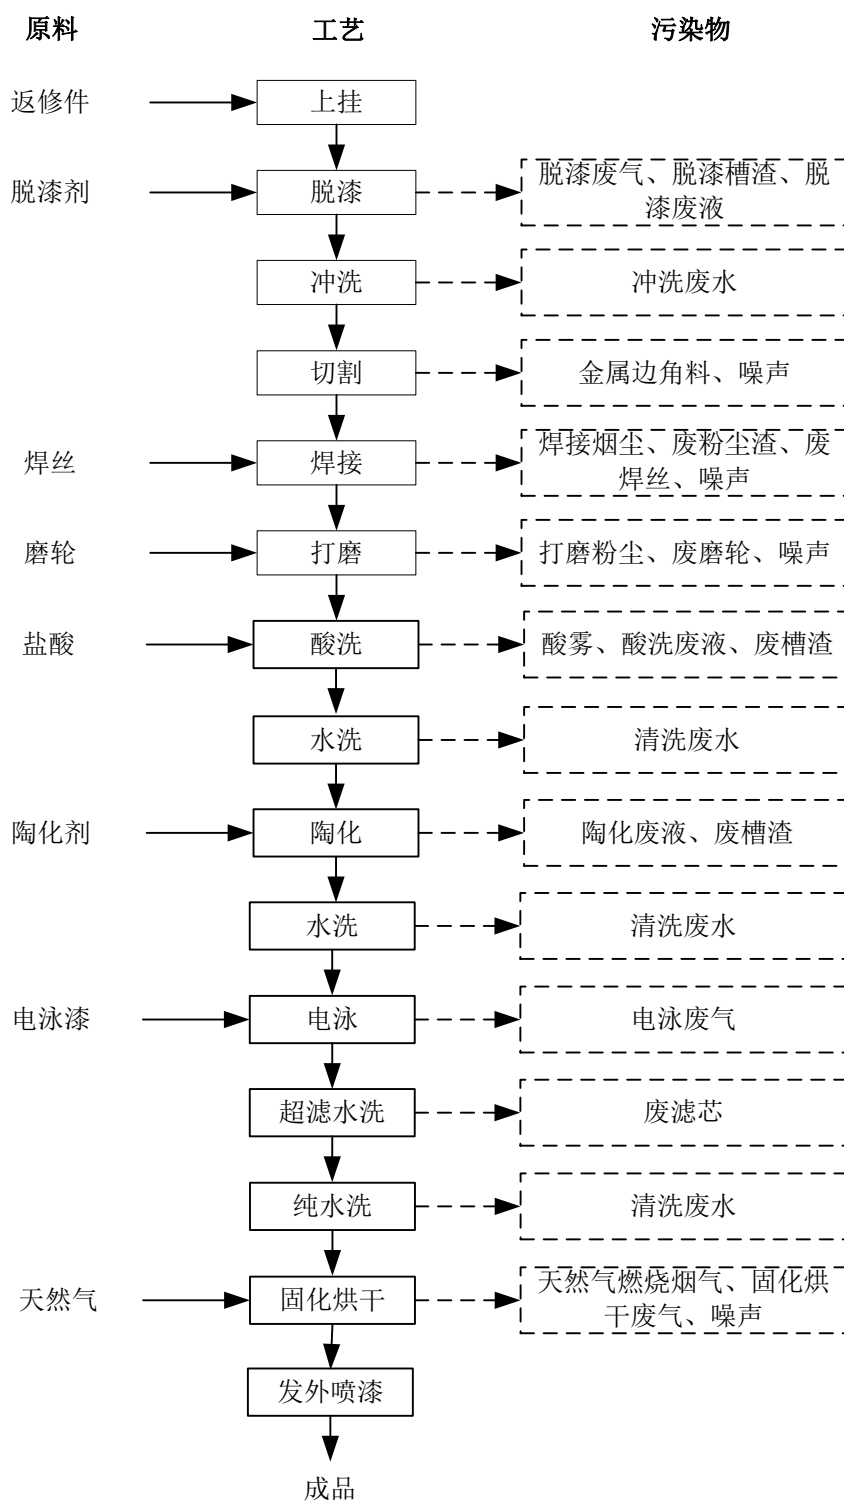 原料 工艺 污染物
返修件 上挂
脱漆剂 脱漆 脱漆废气、脱漆槽渣、脱
漆废液
冲洗 冲洗废水
切割 金属边角料、噪声
焊丝 焊接 焊接烟尘、废粉尘渣、废
焊丝、噪声
磨轮 打磨 打磨粉尘、废磨轮、噪声
盐酸 酸洗 酸雾、酸洗废液、废槽渣
水洗 清洗废水
陶化剂 陶化 陶化废液、废槽渣
水洗 清洗废水
电泳漆 电泳 电泳废气
超滤水洗 废滤芯
纯水洗 清洗废水
天然气 固化烘干 天然气燃烧烟气、固化烘
干废气、噪声
发外喷漆
成品